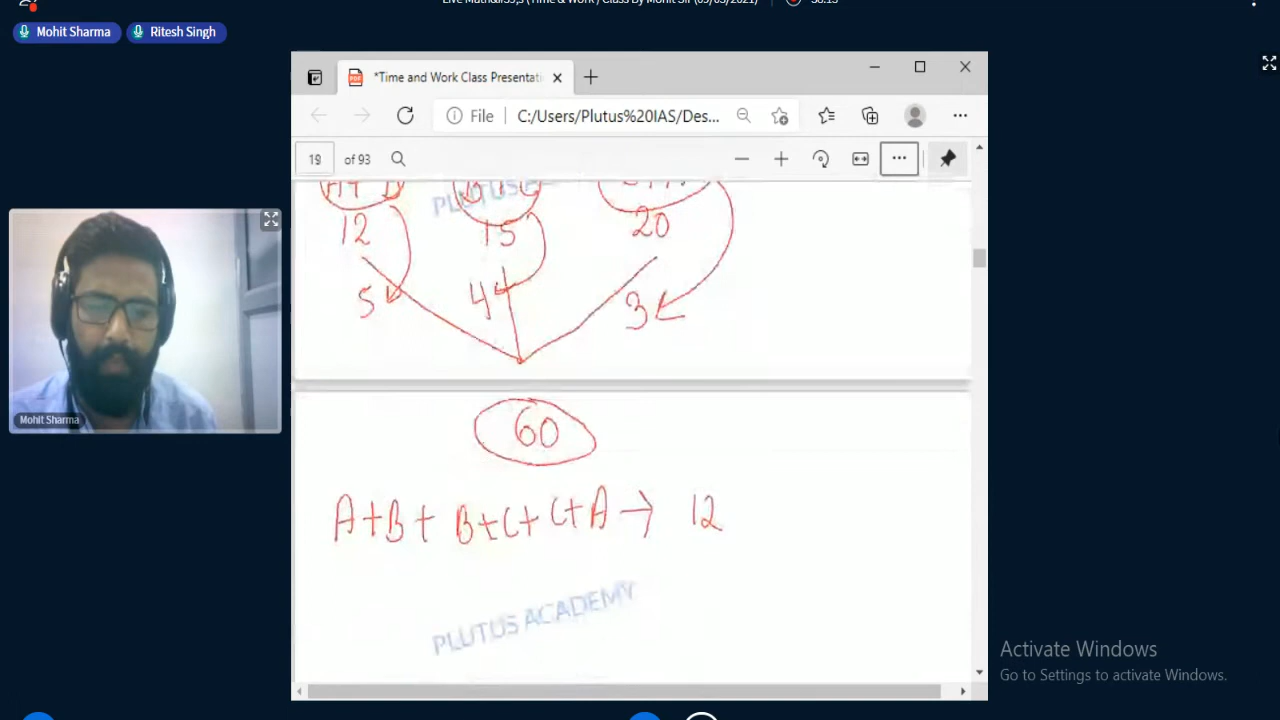 Mohit Sharma Ritesh Singh
*Time and Work Class Presentati
File C:/Users/Plutus%20IAS/Des...
19 of 93
12 15 20
5 4 3
60
A+B+ B+C+ C+A → 12
PLUTUS ACADEMY
Mohit Sharma
Activate Windows
Go to Settings to activate Windows.